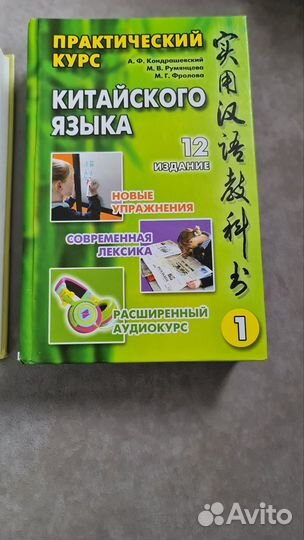 ПРАКТИЧЕСКИЙ
КУРС
А. Ф. Кондрашевский
М. В. Румянцева
М. Г. Фролова
КИТАЙСКОГО
ЯЗЫКА
12
ИЗДАНИЕ
НОВЫЕ
УПРАЖНЕНИЯ
СОВРЕМЕННАЯ
ЛЕКСИКА
РАСШИРЕННЫЙ
АУДИОКУРС
实用汉语教科书
1
Avito